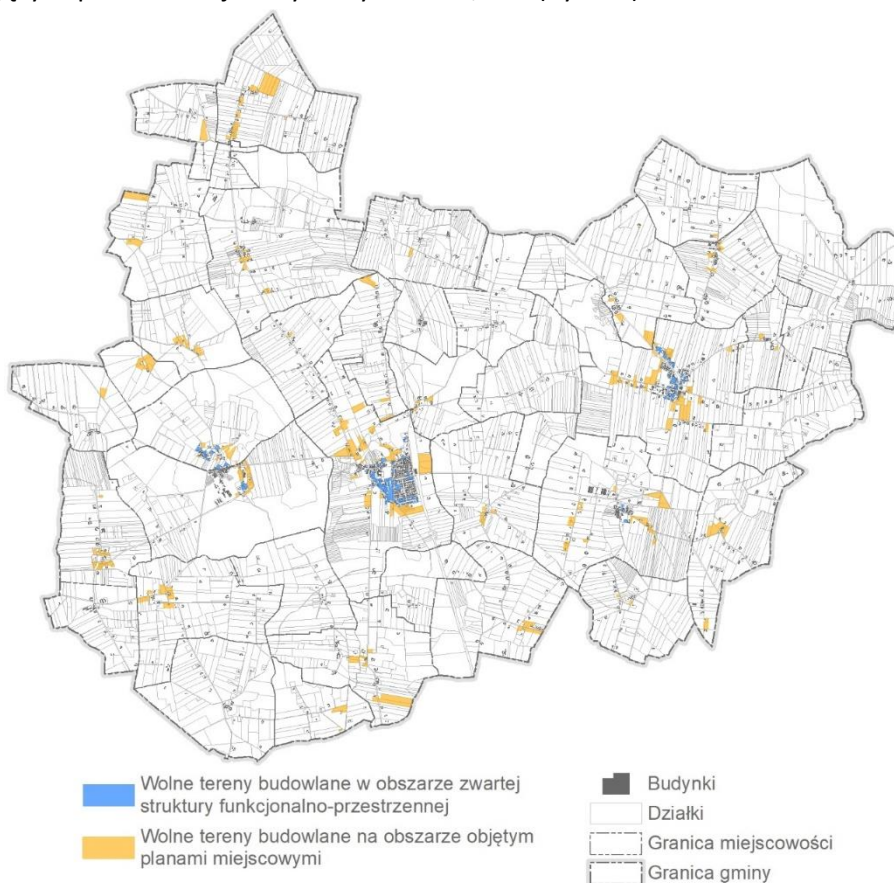 Wolne tereny budowlane w obszarze zwartej
struktury funkcjonalno-przestrzennej
Wolne tereny budowlane na obszarze objętym
planami miejscowymi
Budynki
Działki
Granica miejscowości
Granica gminy